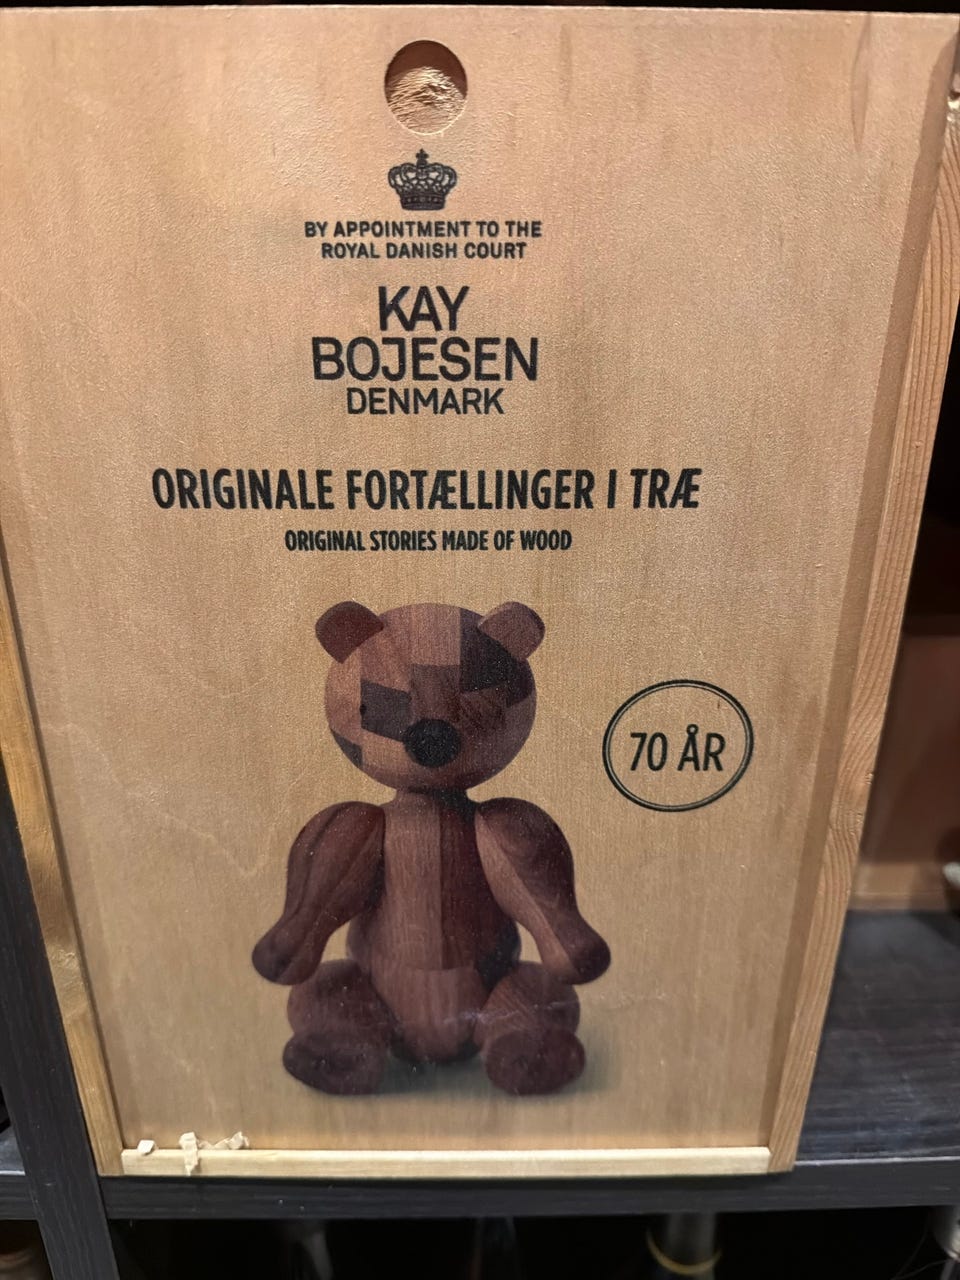 BY APPOINTMENT TO THE
ROYAL DANISH COURT
KAY
BOJESEN
DENMARK
ORIGINALE FORTÆLLINGER I TRÆ
ORIGINAL STORIES MADE OF WOOD
70 ÅR